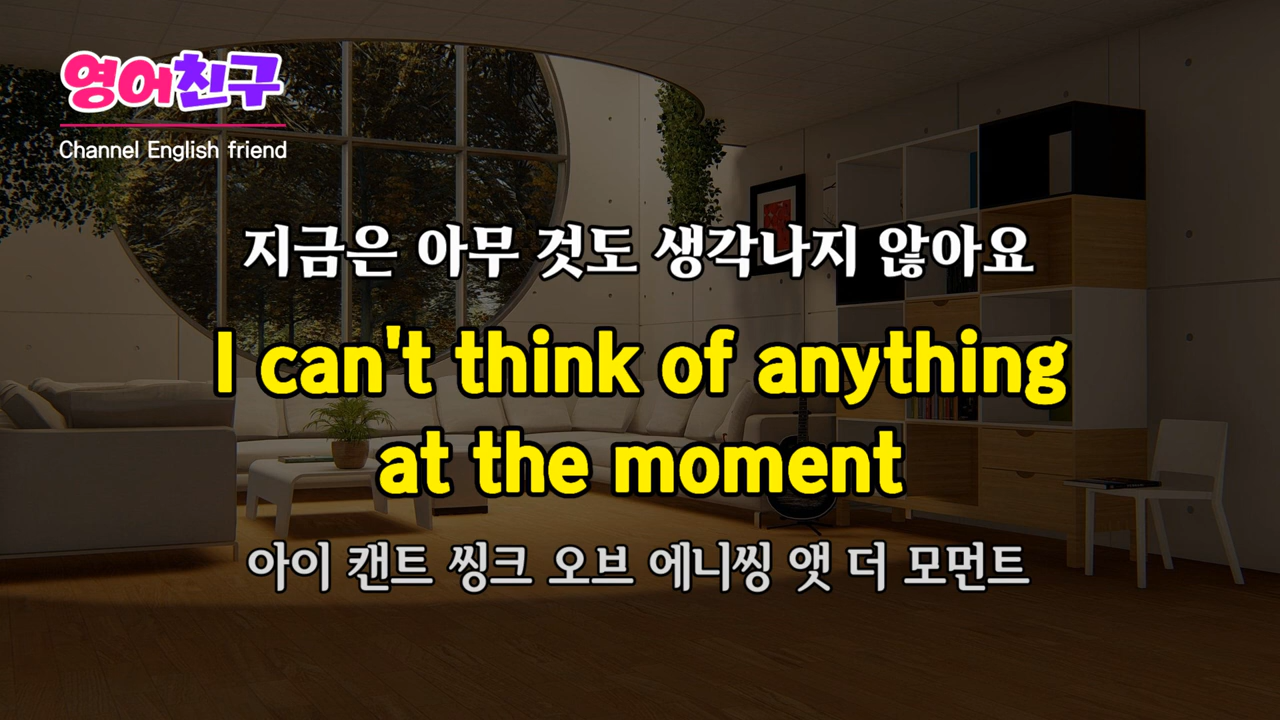 영어친구
Channel English friend
지금은 아무 것도 생각나지 않아요
I can't think of anything
at the moment
아이 캔트 씽크 오브 에니씽 앳 더 모먼트